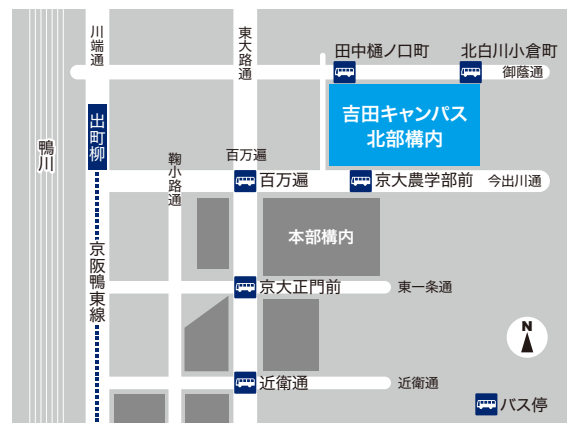 川端通
東大路通
田中樋ノ口町
北白川小倉町
御蔭通
吉田キャンパス
北部構内
出町柳
鴨川
鞠小路通
百万遍
百万遍
京大農学部前
今出川通
本部構内
京阪鴨東線
京大正門前
東一条通
N
近衛通
近衛通
バス停